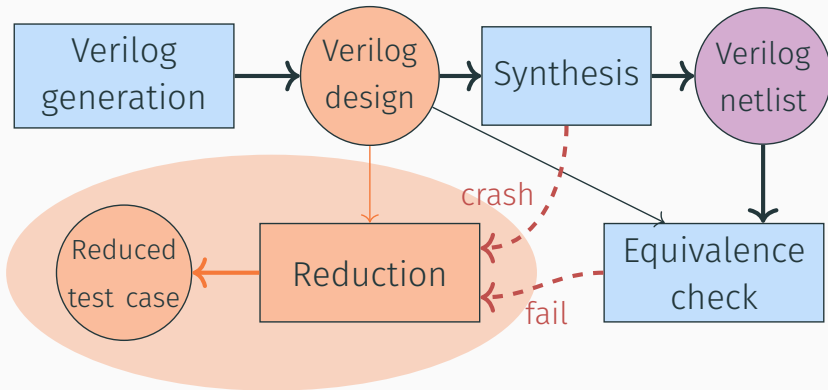 Verilog
generation
Verilog
design
Synthesis
Verilog
netlist
crash
Reduced
test case
Reduction
Equivalence
check
fail